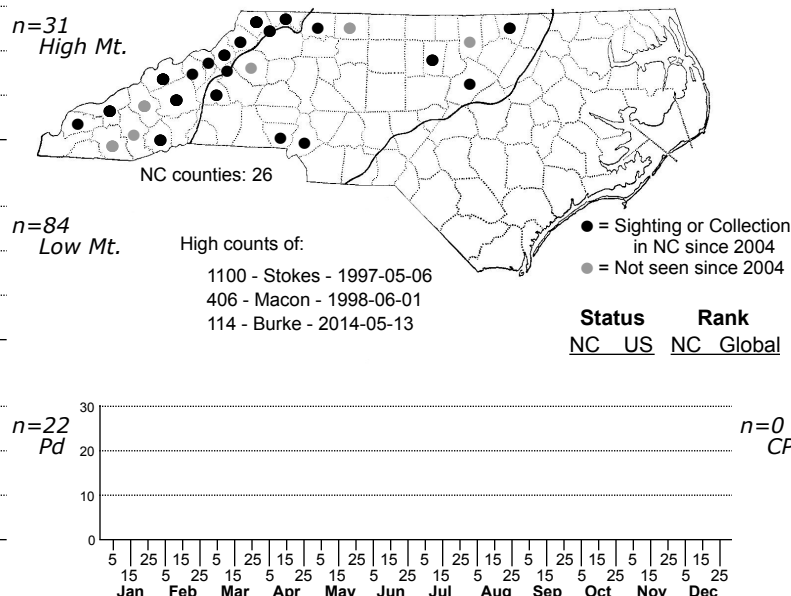 n=31
High Mt.
NC counties: 26
n=84
Low Mt.
High counts of:
1100 - Stokes - 1997-05-06
406 - Macon - 1998-06-01
114 - Burke - 2014-05-13
= Sighting or Collection
in NC since 2004
= Not seen since 2004
Status Rank
NC US NC Global
n=22
Pd
n=0
CP
30
20
10
0
5 25 15 5 25 15 5 25 15 5 25 15 5 25 15 5 25 15
15 5 25 15 5 25 15 5 25 15 5 25 15 5 25 15 5 25
Jan Feb Mar Apr May Jun Jul Aug Sep Oct Nov Dec